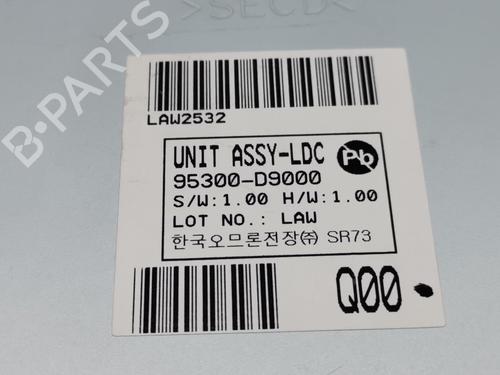 >SECD<
LAW2532
UNIT ASSY-LDC
Pb
95300-D9000
S/W:1.00 H/W:1.00
LOT NO.: LAW
한국오므론전장㈜ SR73
Q00
B-PARTS